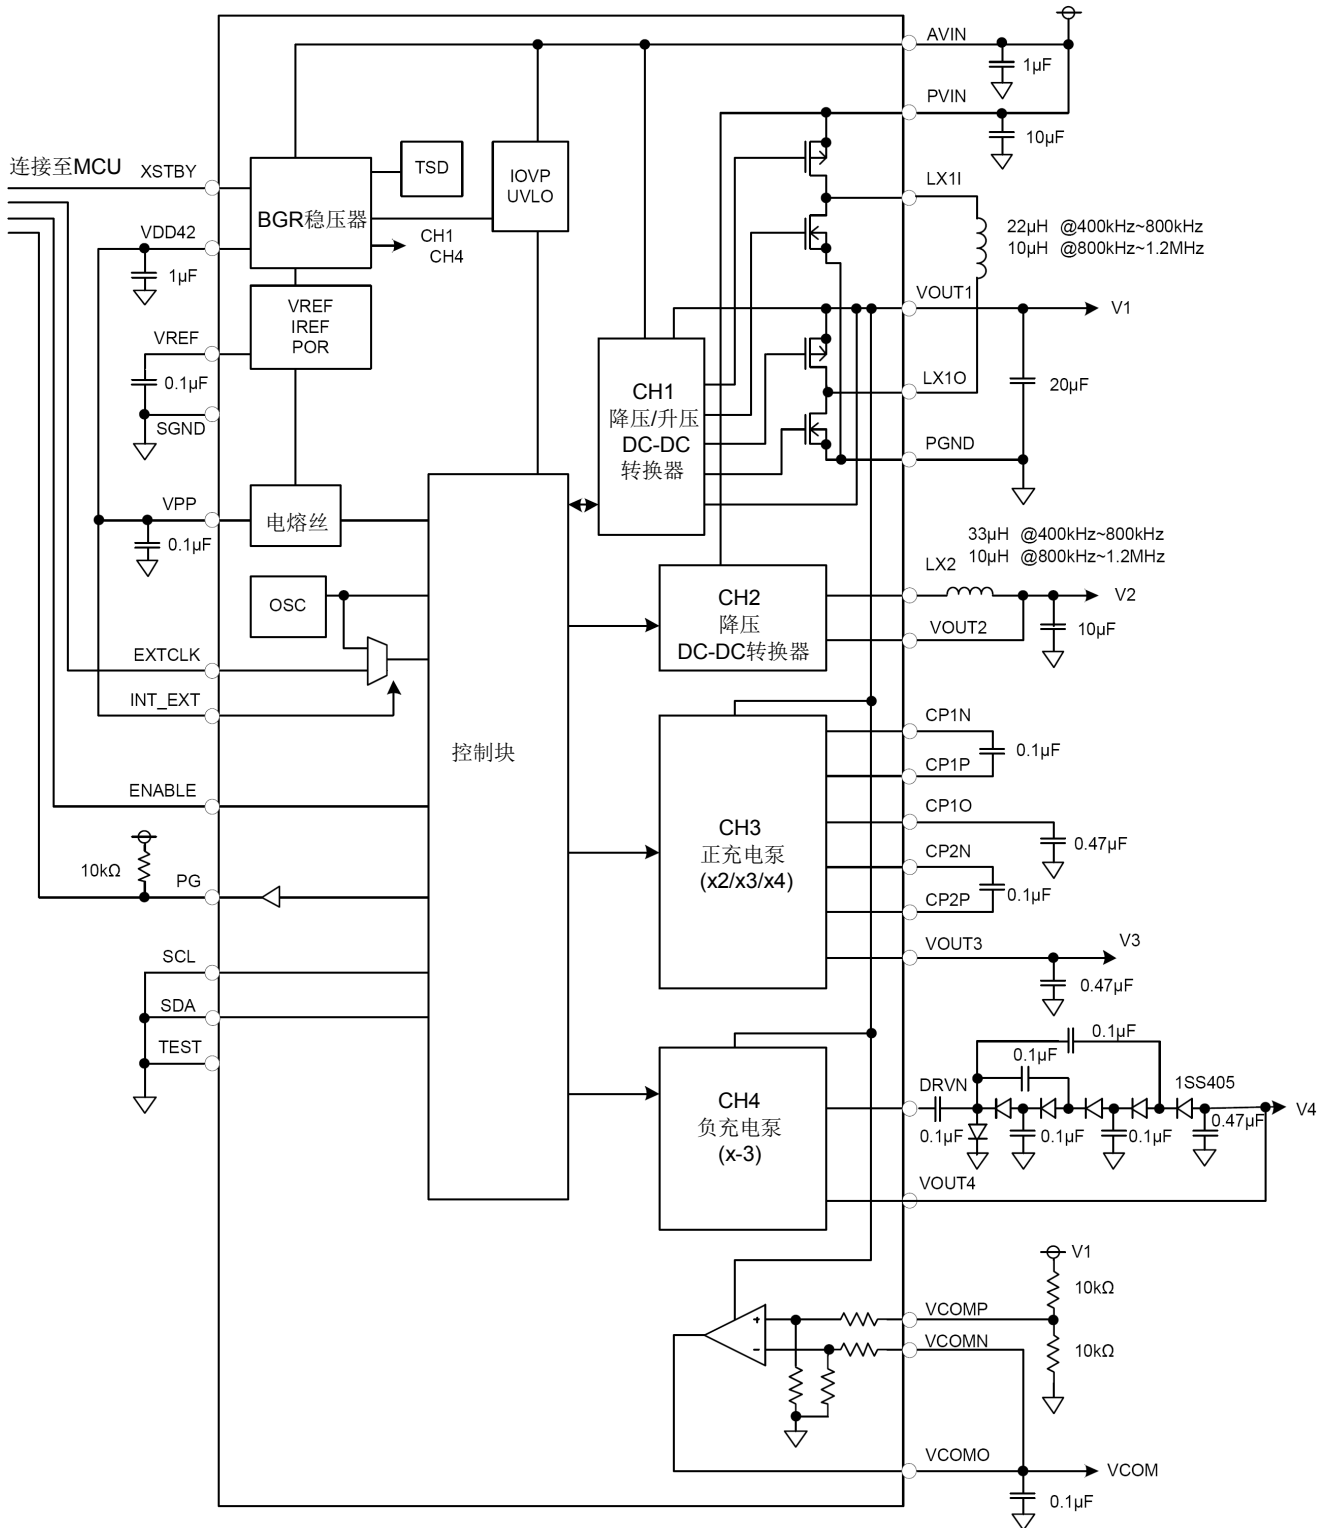 AVIN
1µF
PVIN
10µF
连接至MCU
XSTBY
TSD
IOVP
UVLO
BGR稳压器
LX1I
22µH @400kHz~800kHz
10µH @800kHz~1.2MHz
VDD42
CH1
CH4
1µF
VREF
IREF
POR
VOUT1
V1
VREF
0.1µF
SGND
CH1
降压/升压
DC-DC
转换器
LX1O
20µF
PGND
VPP
电熔丝
0.1µF
33µH @400kHz~800kHz
10µH @800kHz~1.2MHz
LX2
OSC
CH2
降压
DC-DC转换器
V2
VOUT2
10µF
EXTCLK
INT_EXT
控制块
CP1N
0.1µF
CP1P
ENABLE
CP1O
0.47µF
CH3
正充电泵
(x2/x3/x4)
CP2N
0.1µF
CP2P
10kΩ
PG
VOUT3
V3
0.47µF
SCL
SDA
TEST
0.1µF
0.1µF
DRVN
1SS405
CH4
负充电泵
(x-3)
0.1µF
0.1µF
0.1µF
0.47µF
V4
VOUT4
V1
10kΩ
VCOMP
+
VCOMN
-
10kΩ
VCOMO
VCOM
0.1µF